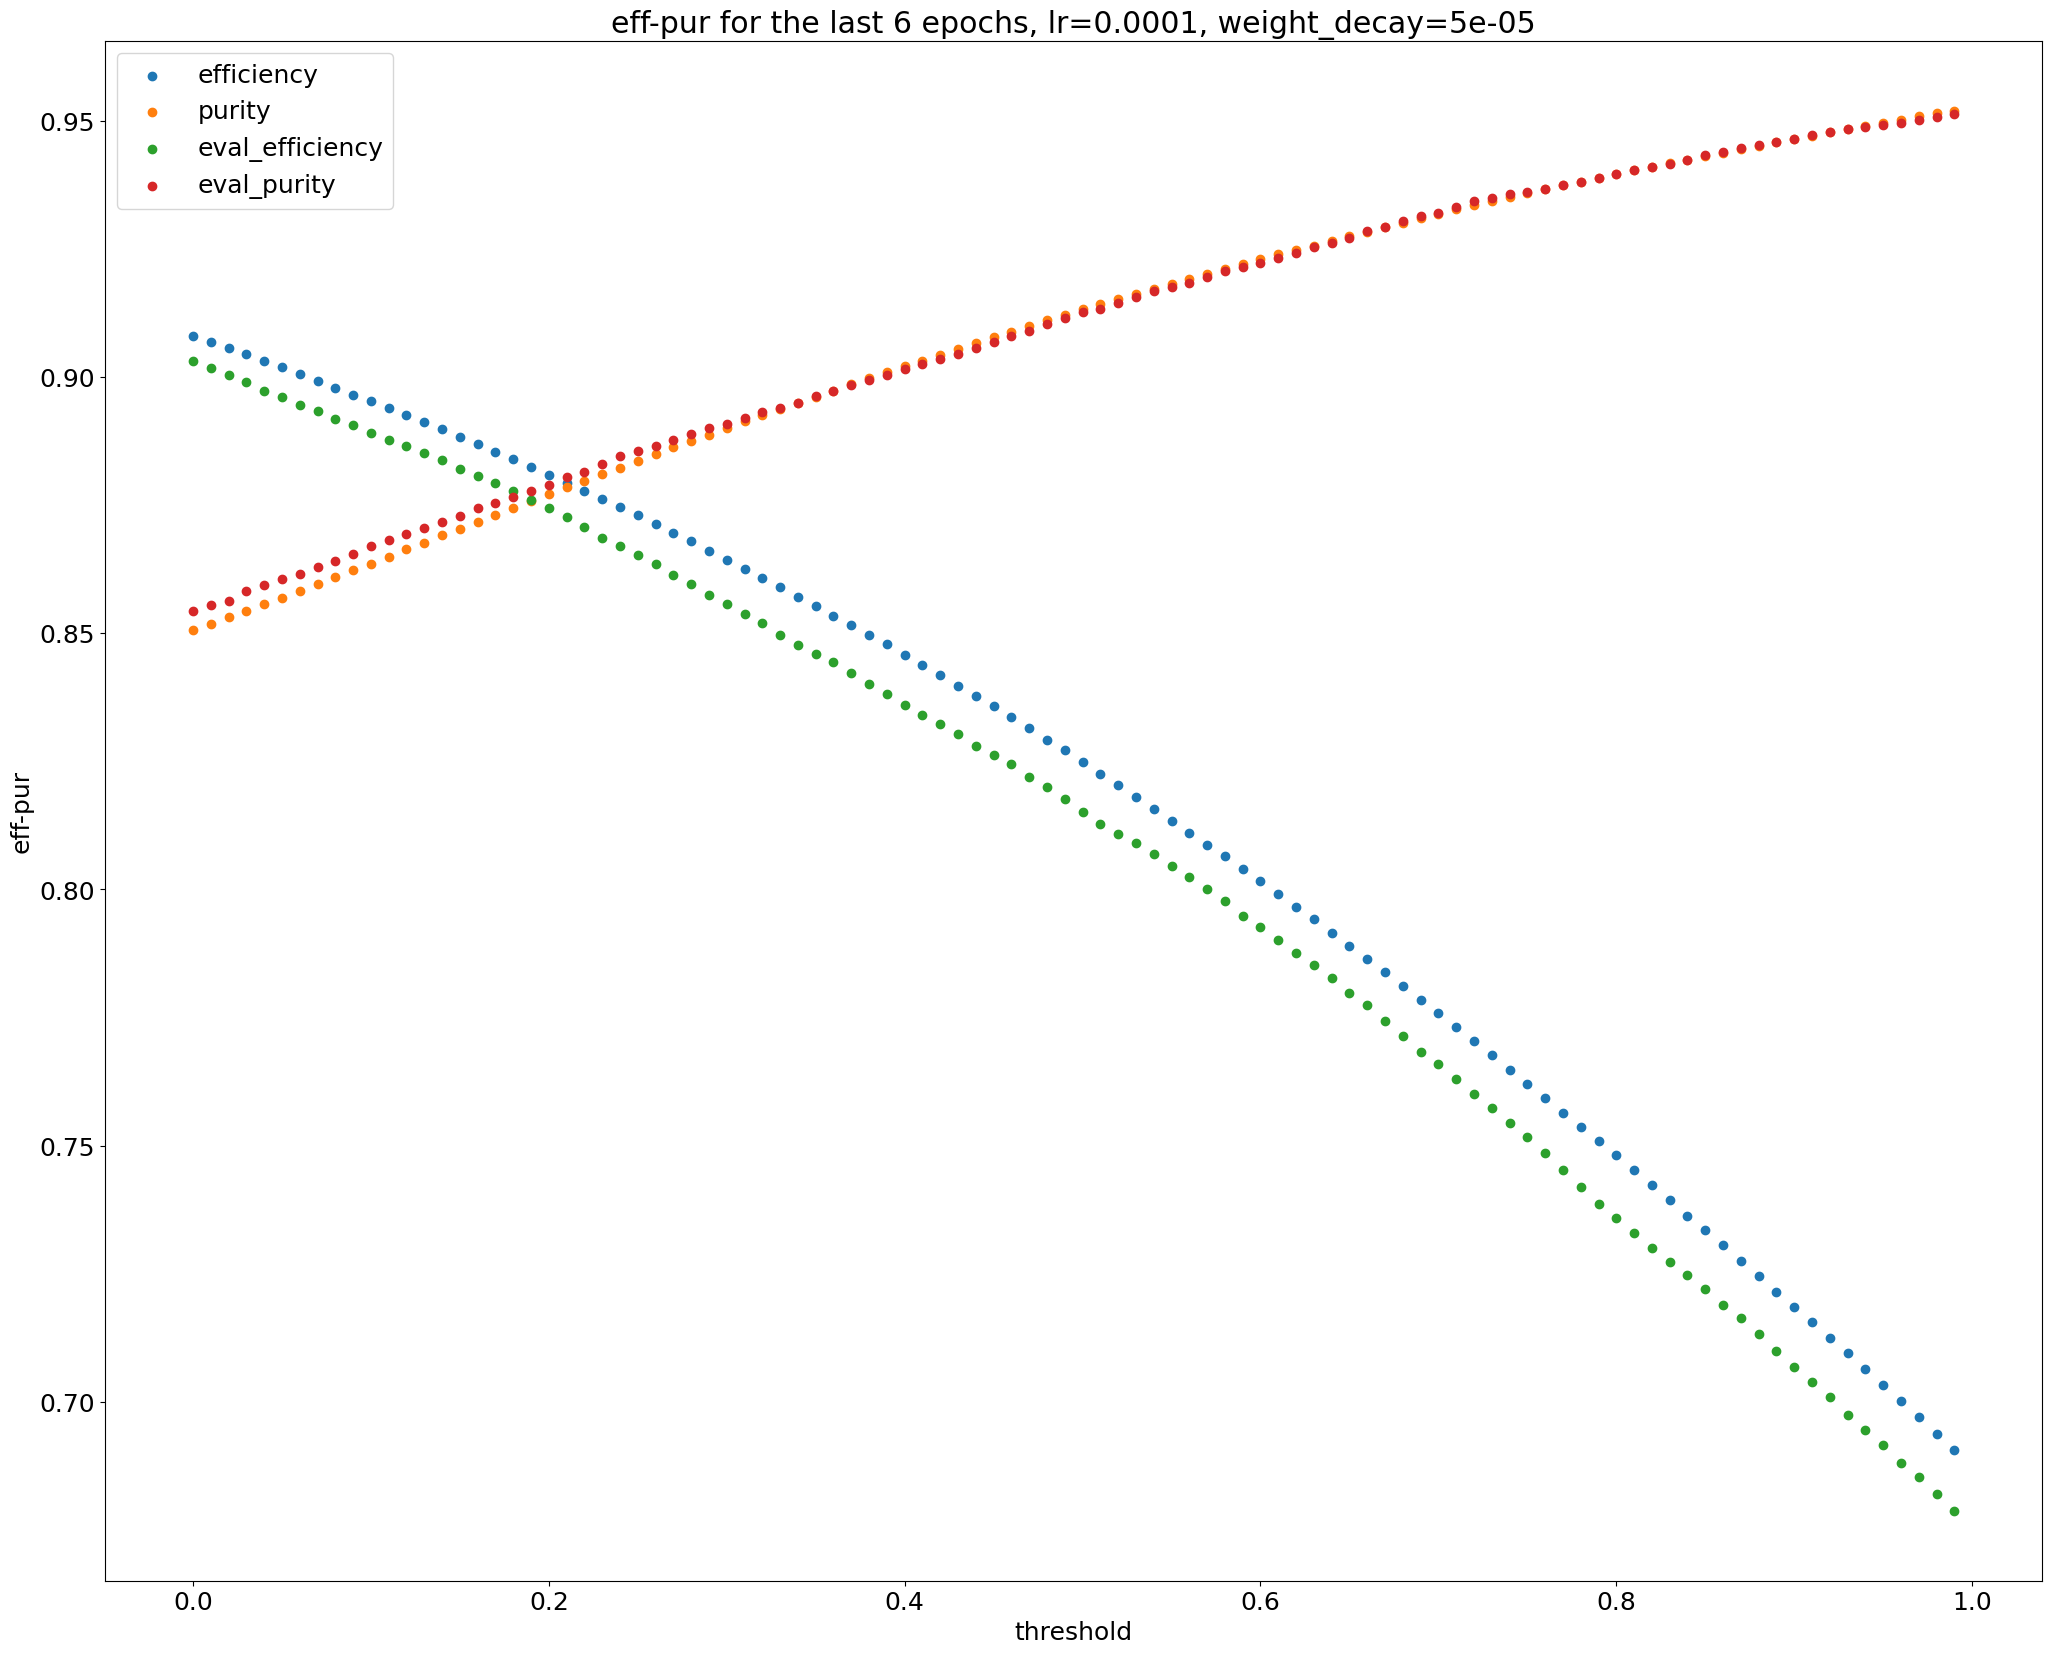 eff-pur for the last 6 epochs, lr=0.0001, weight_decay=5e-05
efficiency
purity
eval_efficiency
eval_purity
0.95
0.90
0.85
0.80
0.75
0.70
eff-pur
0.0 0.2 0.4 0.6 0.8 1.0
threshold